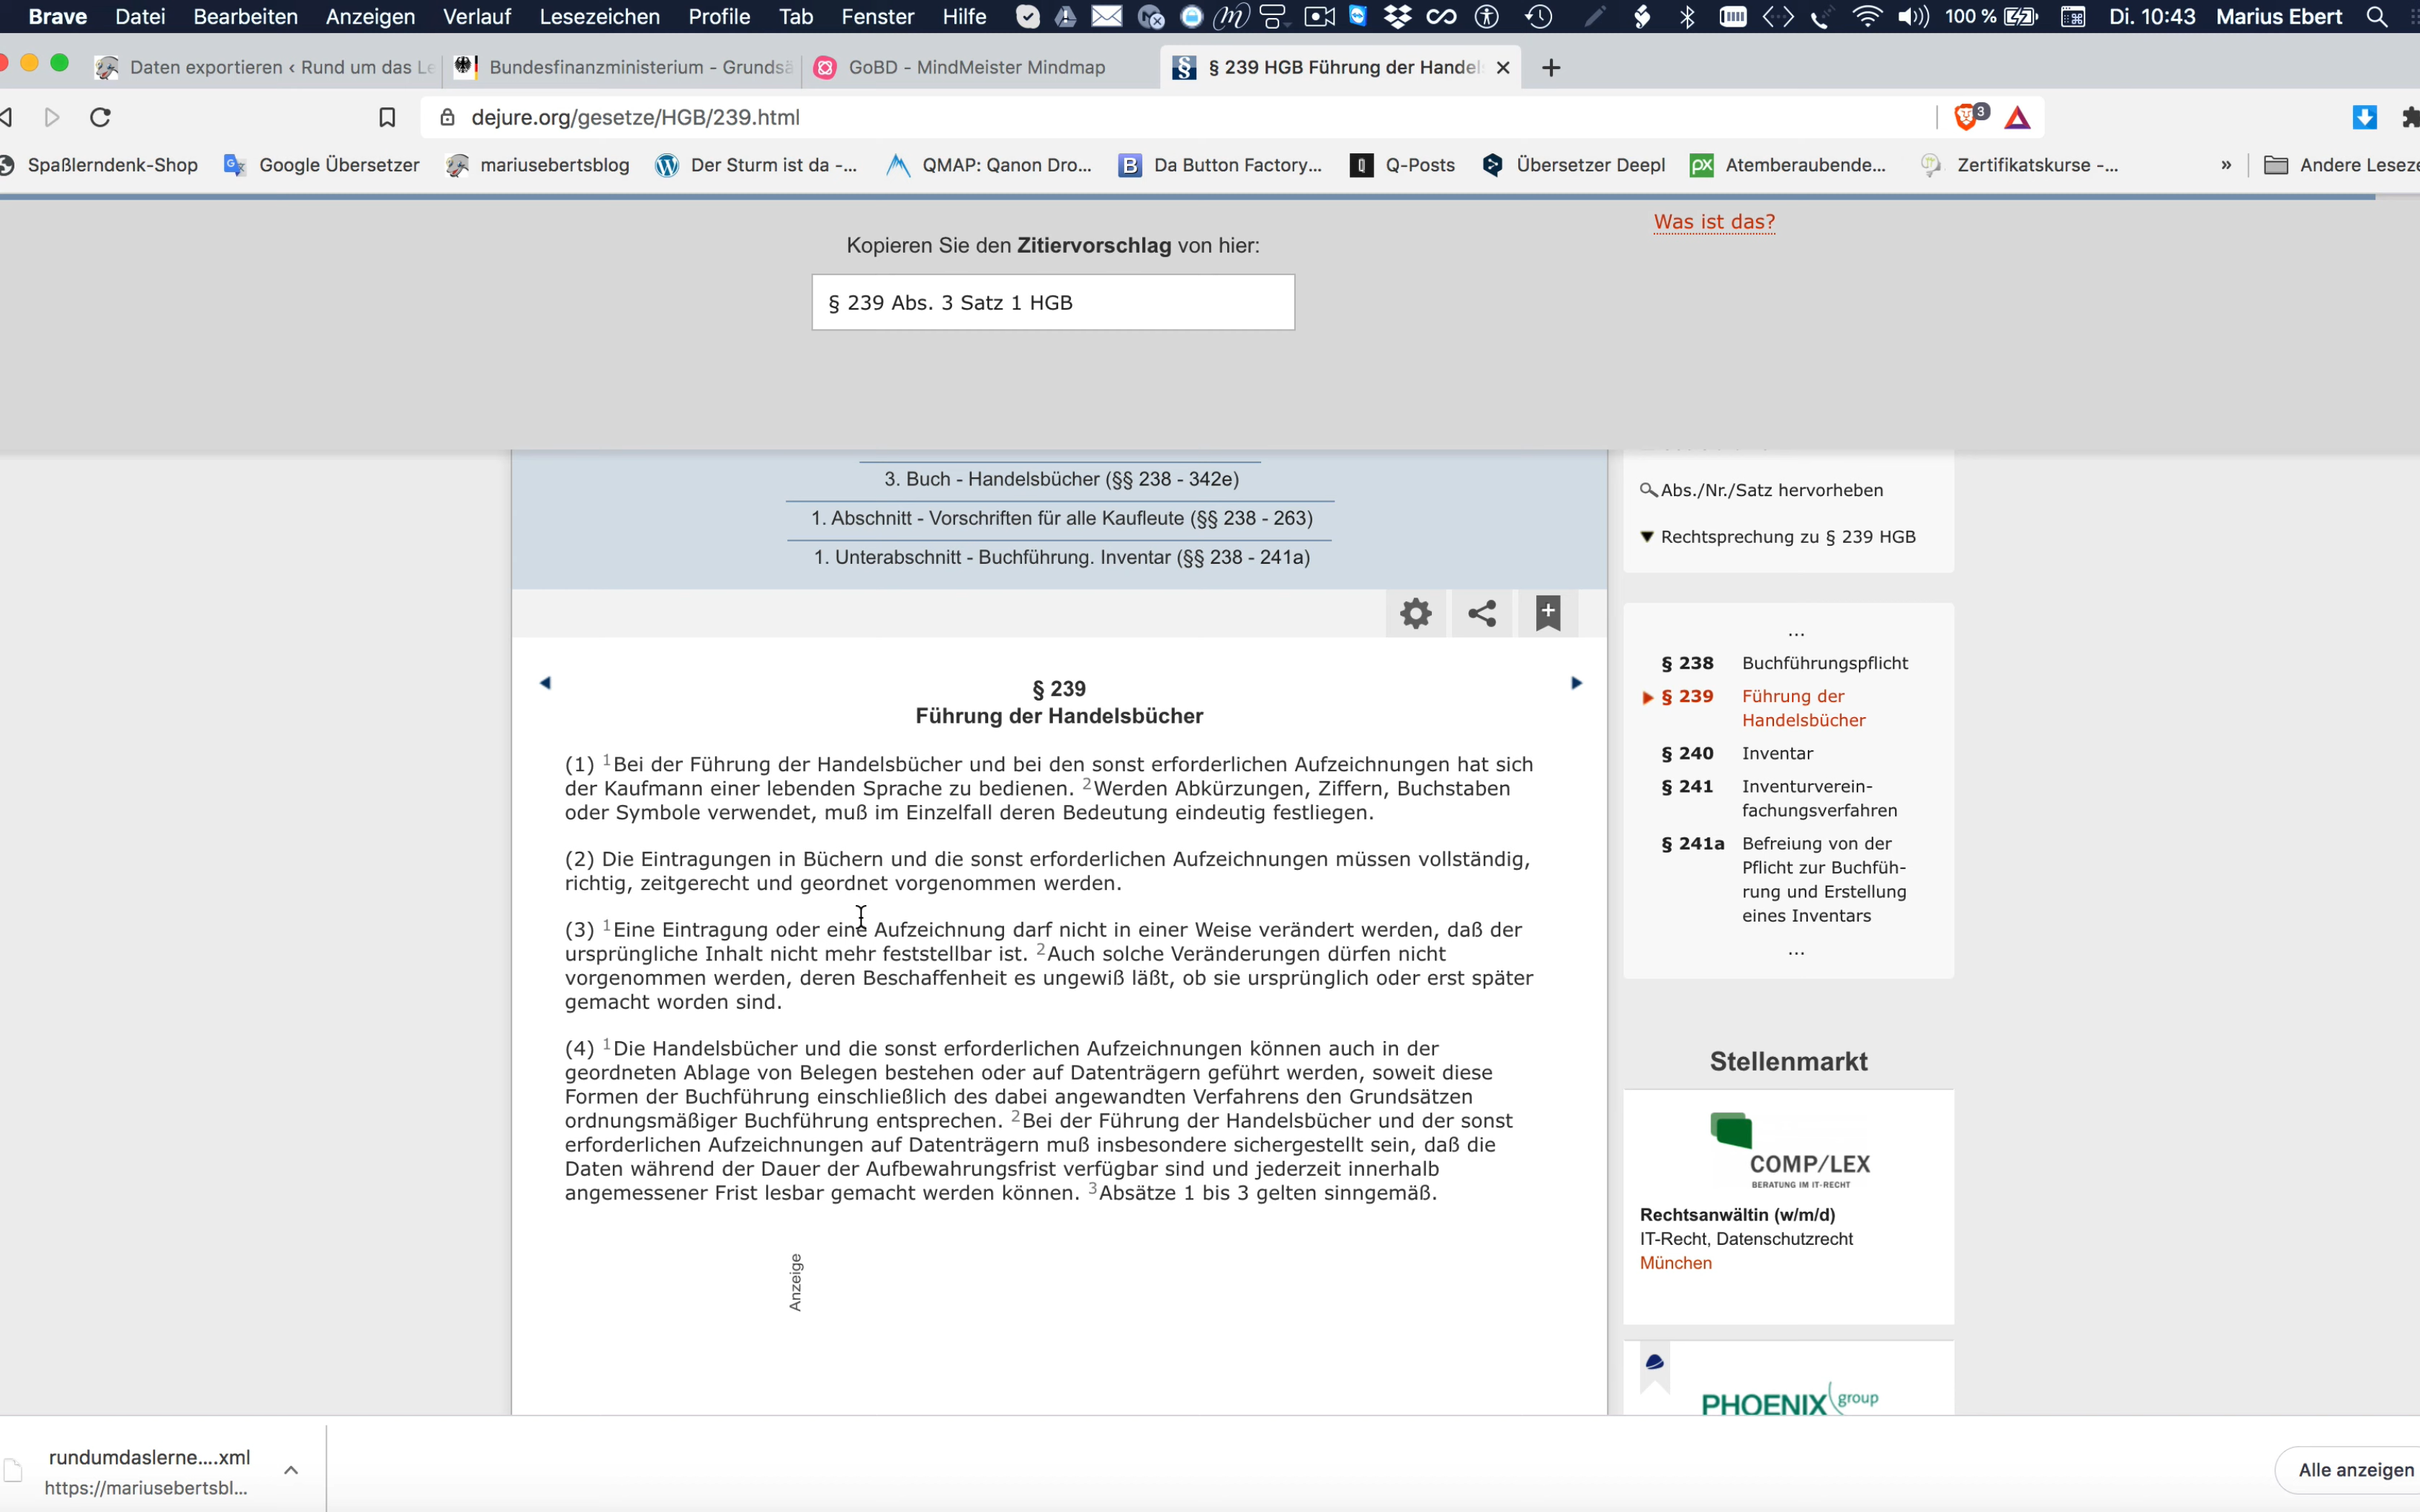 Brave Datei Bearbeiten Anzeigen Verlauf Lesezeichen Profile Tab Fenster Hilfe 100 % Di. 10:43 Marius Ebert
Daten exportieren ‹ Rund um das Le Bundesfinanzministerium - Grundsä GoBD - MindMeister Mindmap § 239 HGB Führung der Handel
dejure.org/gesetze/HGB/239.html 3
Spaßlerndenk-Shop Google Übersetzer mariusebertsblog Der Sturm ist da -... QMAP: Qanon Dro... Da Button Factory... Q-Posts Übersetzer Deepl Atemberaubende... Zertifikatskurse -... » Andere Leseze
Was ist das?
Kopieren Sie den Zitiervorschlag von hier:
§ 239 Abs. 3 Satz 1 HGB
3. Buch - Handelsbücher (§§ 238 - 342e)
1. Abschnitt - Vorschriften für alle Kaufleute (§§ 238 - 263)
1. Unterabschnitt - Buchführung. Inventar (§§ 238 - 241a)
§ 239
Führung der Handelsbücher
(1) ¹Bei der Führung der Handelsbücher und bei den sonst erforderlichen Aufzeichnungen hat sich
der Kaufmann einer lebenden Sprache zu bedienen. ²Werden Abkürzungen, Ziffern, Buchstaben
oder Symbole verwendet, muß im Einzelfall deren Bedeutung eindeutig festliegen.
(2) Die Eintragungen in Büchern und die sonst erforderlichen Aufzeichnungen müssen vollständig,
richtig, zeitgerecht und geordnet vorgenommen werden.
(3) ¹Eine Eintragung oder eine Aufzeichnung darf nicht in einer Weise verändert werden, daß der
ursprüngliche Inhalt nicht mehr feststellbar ist. ²Auch solche Veränderungen dürfen nicht
vorgenommen werden, deren Beschaffenheit es ungewiß läßt, ob sie ursprünglich oder erst später
gemacht worden sind.
(4) ¹Die Handelsbücher und die sonst erforderlichen Aufzeichnungen können auch in der
geordneten Ablage von Belegen bestehen oder auf Datenträgern geführt werden, soweit diese
Formen der Buchführung einschließlich des dabei angewandten Verfahrens den Grundsätzen
ordnungsmäßiger Buchführung entsprechen. ²Bei der Führung der Handelsbücher und der sonst
erforderlichen Aufzeichnungen auf Datenträgern muß insbesondere sichergestellt sein, daß die
Daten während der Dauer der Aufbewahrungsfrist verfügbar sind und jederzeit innerhalb
angemessener Frist lesbar gemacht werden können. ³Absätze 1 bis 3 gelten sinngemäß.
Anzeige
Abs./Nr./Satz hervorheben
Rechtsprechung zu § 239 HGB
...
§ 238 Buchführungspflicht
§ 239 Führung der
Handelsbücher
§ 240 Inventar
§ 241 Inventurverein-
fachungsverfahren
§ 241a Befreiung von der
Pflicht zur Buchfüh-
rung und Erstellung
eines Inventars
...
Stellenmarkt
COMP/LEX
BERATUNG IM IT-RECHT
Rechtsanwältin (w/m/d)
IT-Recht, Datenschutzrecht
München
PHOENIX group
rundumdaslerne....xml
https://mariusebertsbl...
Alle anzeigen